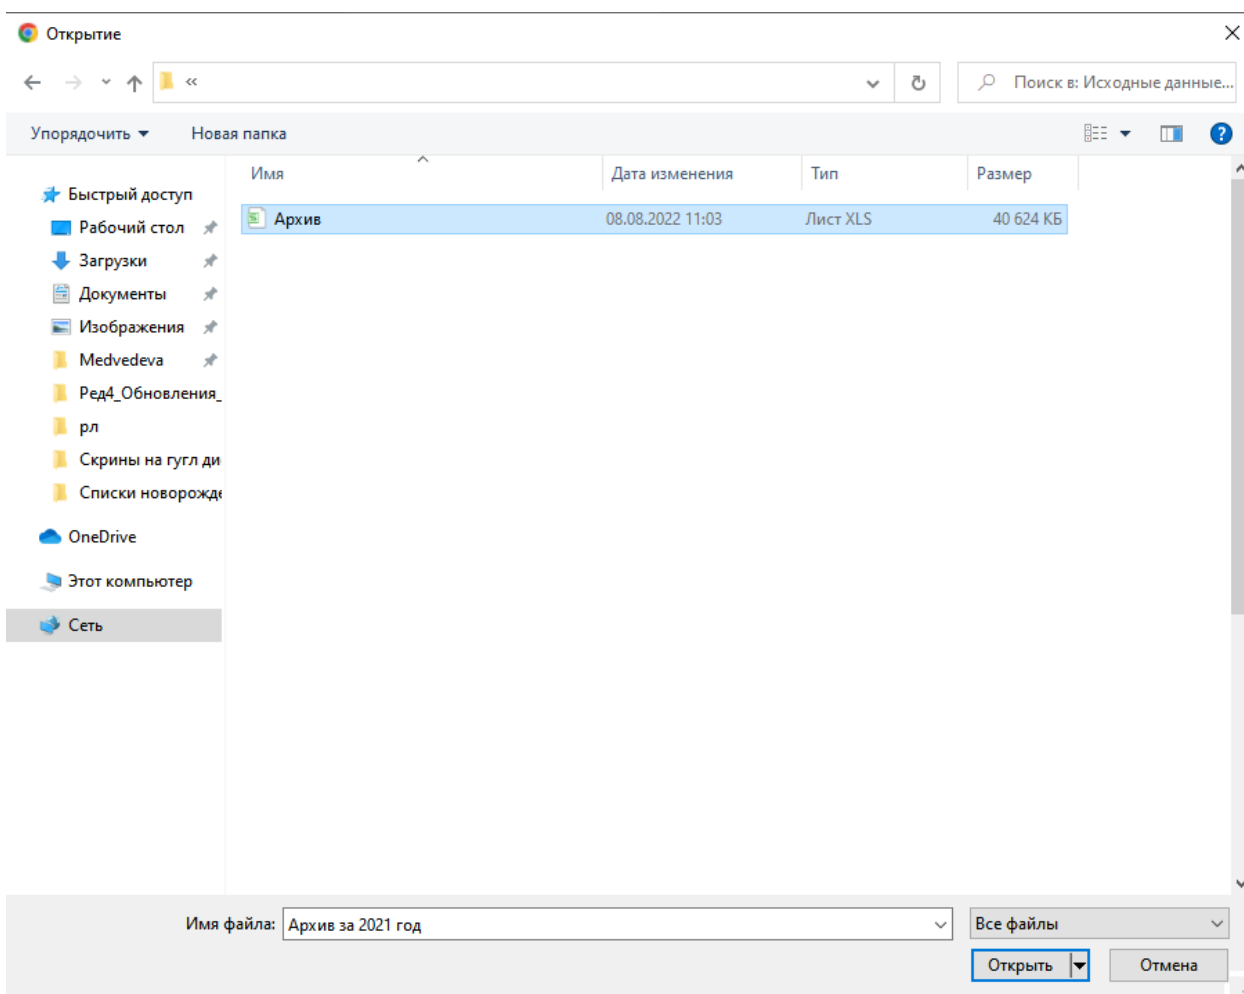 Открытие
Поиск в: Исходные данные...
Упорядочить
Новая папка
Имя
Дата изменения
Тип
Размер
Архив
08.08.2022 11:03
Лист XLS
40 624 КБ
Быстрый доступ
Рабочий стол
Загрузки
Документы
Изображения
Medvedeva
Ред4_Обновления_
рл
Скрины на гугл ди
Списки новорожде
OneDrive
Этот компьютер
Сеть
Имя файла: Архив за 2021 год
Все файлы
Открыть
Отмена